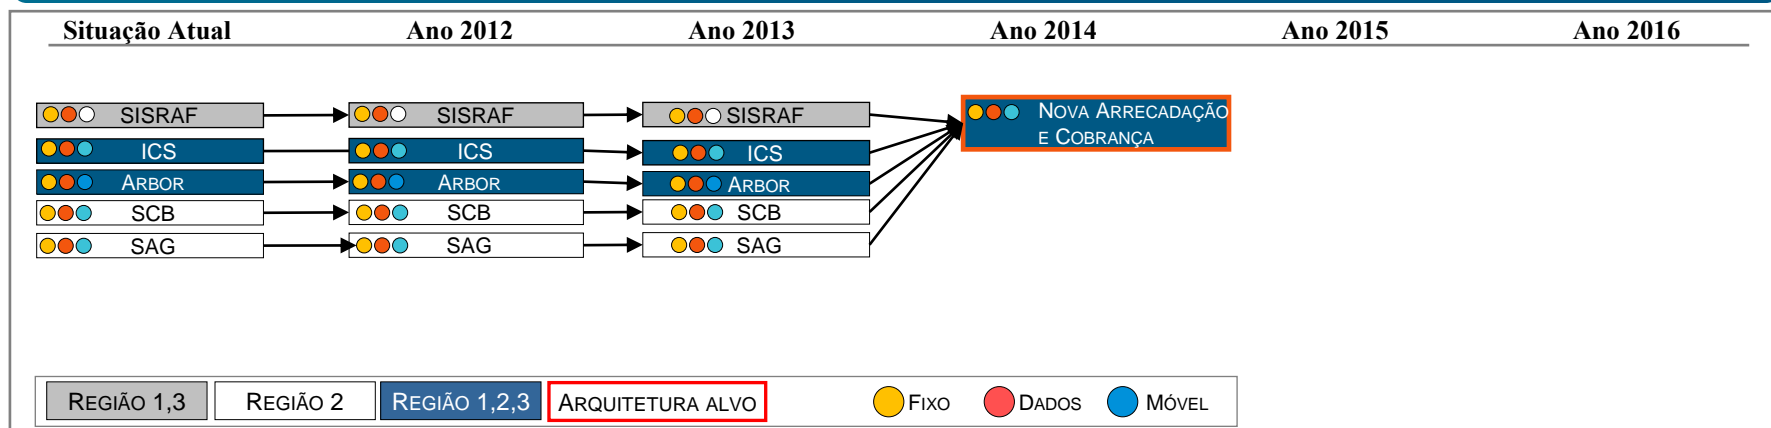 Situação Atual Ano 2012 Ano 2013 Ano 2014 Ano 2015 Ano 2016
SISRAF SISRAF SISRAF NOVA ARRECADAÇÃO
E COBRANÇA
ICS ICS ICS
ARBOR ARBOR ARBOR
SCB SCB SCB
SAG SAG SAG
REGIÃO 1,3 REGIÃO 2 REGIÃO 1,2,3 ARQUITETURA ALVO FIXO DADOS MÓVEL